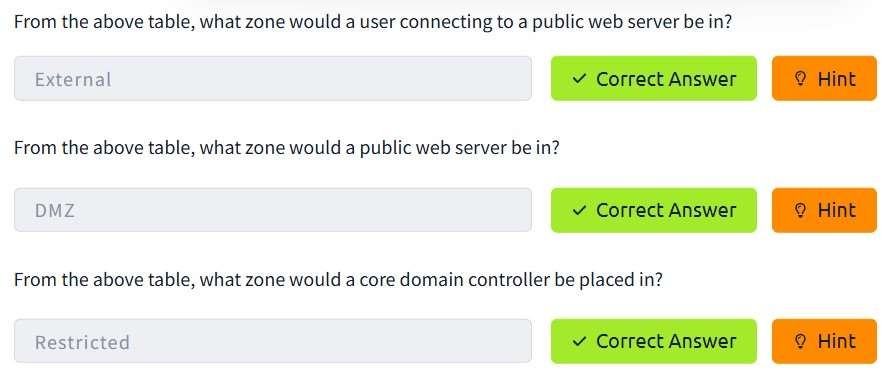 From the above table, what zone would a user connecting to a public web server be in?
External ✓ Correct Answer Hint
From the above table, what zone would a public web server be in?
DMZ ✓ Correct Answer Hint
From the above table, what zone would a core domain controller be placed in?
Restricted ✓ Correct Answer Hint